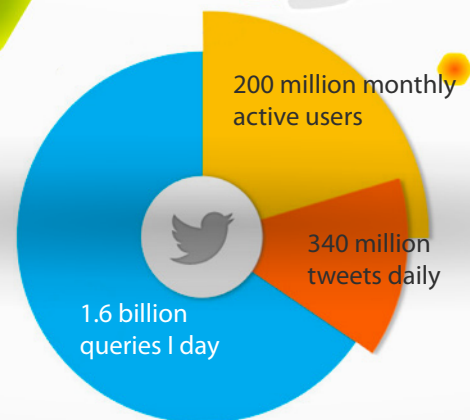 200 million monthly
active users
340 million
tweets daily
1.6 billion
queries I day